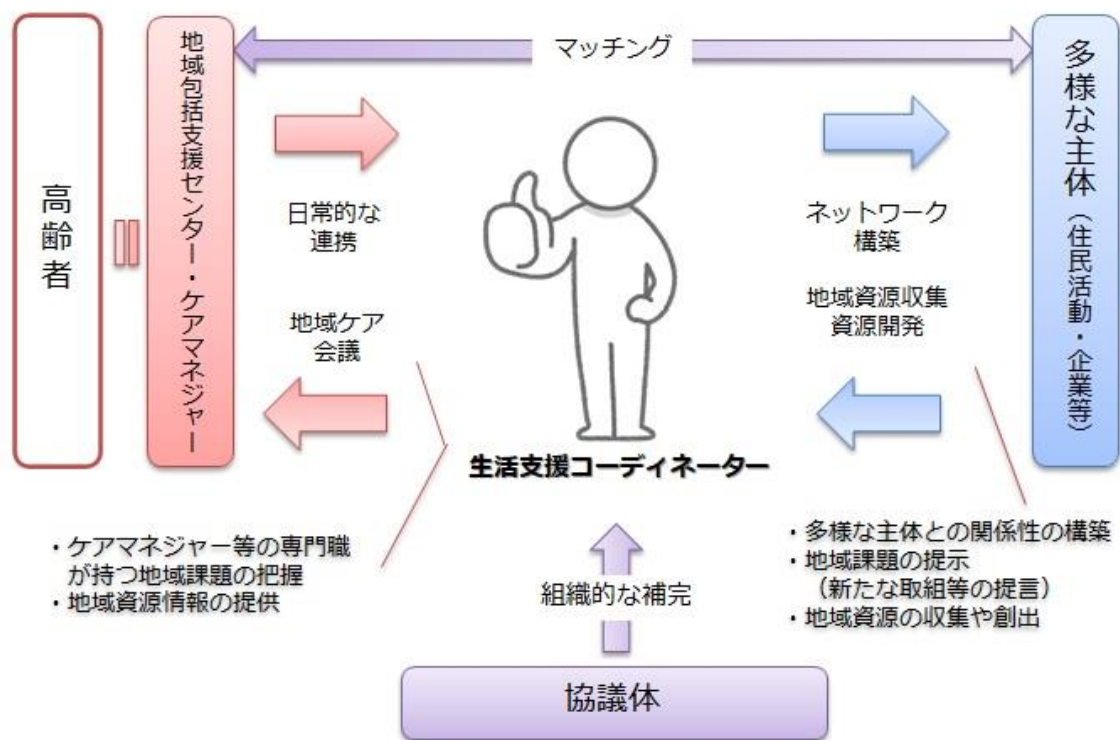 マッチング
高齢者
地域包括支援センター・ケアマネジャー
日常的な
連携
地域ケア
会議
生活支援コーディネーター
ネットワーク
構築
地域資源収集
資源開発
多様な主体（住民活動・企業等）
・ケアマネジャー等の専門職
が持つ地域課題の把握
・地域資源情報の提供
組織的な補完
・多様な主体との関係性の構築
・地域課題の提示
（新たな取組等の提言）
・地域資源の収集や創出
協議体